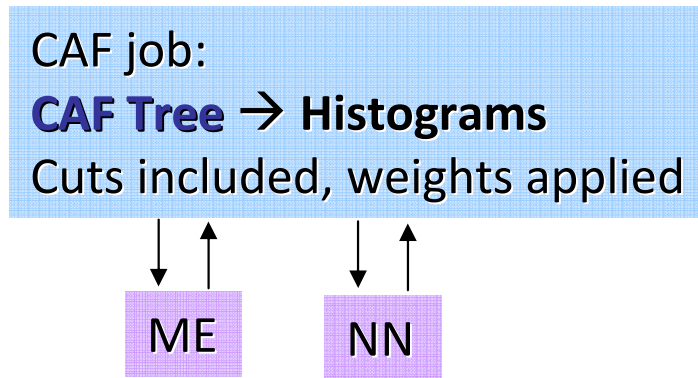 CAF job:
CAF Tree → Histograms
Cuts included, weights applied
ME
NN